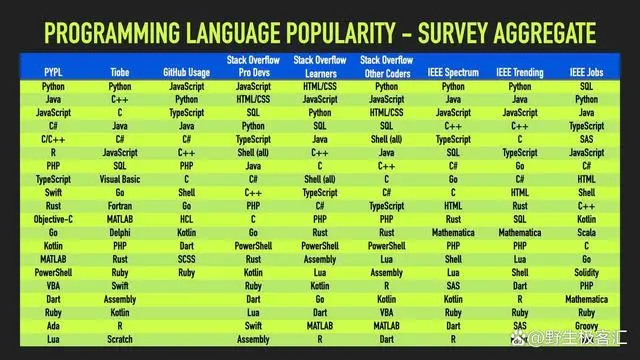 PROGRAMMING LANGUAGE POPULARITY - SURVEY AGGREGATE
PYPL Tiobe GitHub Usage Stack Overflow Pro Devs Stack Overflow Learners Stack Overflow Other Coders IEEE Spectrum IEEE Trending IEEE Jobs
Python Python JavaScript JavaScript HTML/CSS Python Python Python SQL
Java C++ Python HTML/CSS JavaScript JavaScript Java Java Python
JavaScript C TypeScript SQL Python HTML/CSS JavaScript JavaScript Java
C# Java Java Python SQL SQL C++ C++ TypeScript
C/C++ C# C# TypeScript Java Shell (all) TypeScript C SAS
R JavaScript C++ Shell (all) C++ Java SQL TypeScript JavaScript
PHP SQL PHP Java C C++ C# Go C#
TypeScript Visual Basic C C# Shell (all) C Go C# HTML
Swift Go Shell C++ TypeScript C# C HTML Shell
Rust Fortran Go PHP C# TypeScript HTML Rust C++
Objective-C MATLAB HCL C PHP PHP Rust SQL Kotlin
Go Delphi Kotlin Go Rust Rust Mathematica Mathematica Scala
Kotlin PHP Dart PowerShell PowerShell PowerShell PHP PHP C
MATLAB Rust SCSS Rust Assembly Lua Shell Lua Go
PowerShell Ruby Ruby Kotlin Lua Assembly Lua Shell Solidity
VBA Swift Ruby Kotlin R SAS Dart PHP
Dart Assembly Dart Go Kotlin Kotlin R Mathematica
Ruby Kotlin Lua Dart VBA Ruby Ruby Ruby
Ada R Swift MATLAB MATLAB Dart SAS Groovy
Lua Scratch Assembly R Dart R
@野生极客汇